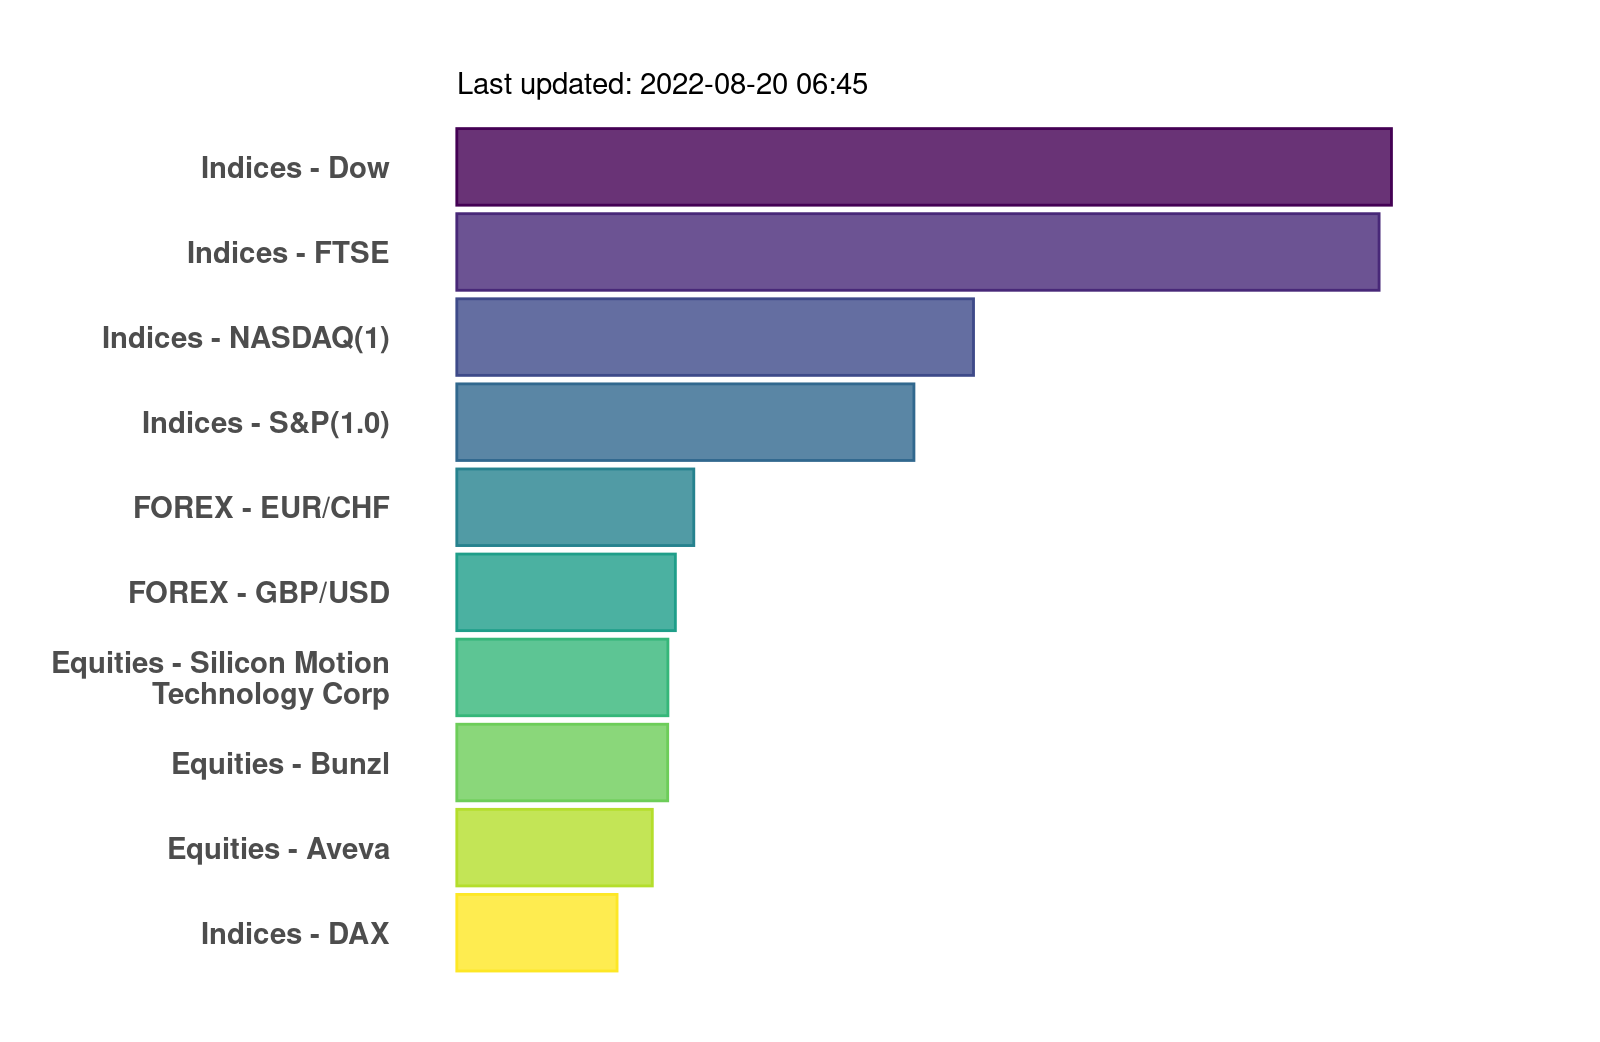 Last updated: 2022-08-20 06:45
Indices - Dow
Indices - FTSE
Indices - NASDAQ(1)
Indices - S&P(1.0)
FOREX - EUR/CHF
FOREX - GBP/USD
Equities - Silicon Motion
Technology Corp
Equities - Bunzl
Equities - Aveva
Indices - DAX